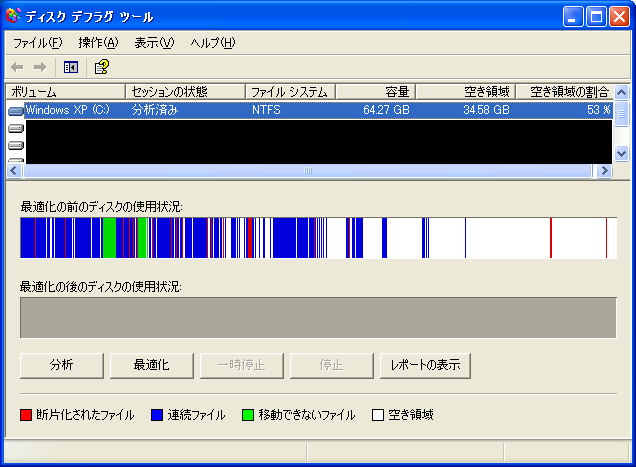 ディスク デフラグ ツール
ファイル(F) 操作(A) 表示(V) ヘルプ(H)
ボリューム セッションの状態 ファイル システム 容量 空き領域 空き領域の割合
Windows XP (C:) 分析済み NTFS 64.27 GB 34.58 GB 53 %
最適化の前のディスクの使用状況:
最適化の後のディスクの使用状況:
分析 最適化 一時停止 停止 レポートの表示
断片化されたファイル 連続ファイル 移動できないファイル 空き領域